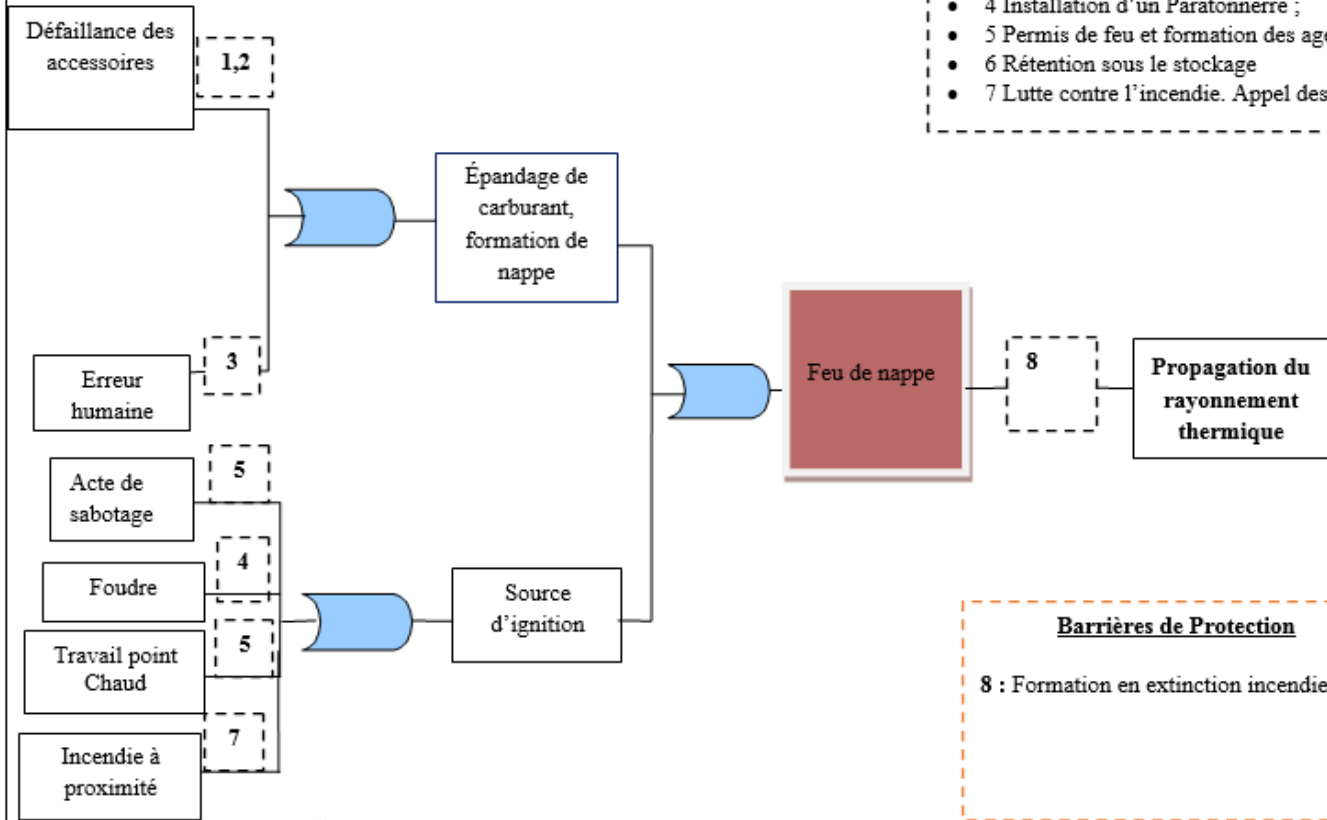 4 Installation d'un Paratonnerre ;
5 Permis de feu et formation des
6 Rétention sous le stockage
7 Lutte contre l'incendie. Appel des
Défaillance des
accessoires
1,2
Épandage de
carburant,
formation de
nappe
3
Erreur
humaine
Feu de nappe
8
Propagation du
rayonnement
thermique
5
Acte de
sabotage
4
Foudre
Source
d'ignition
5
Travail point
Chaud
7
Incendie à
proximité
Barrières de Protection
8 : Formation en extinction incendie